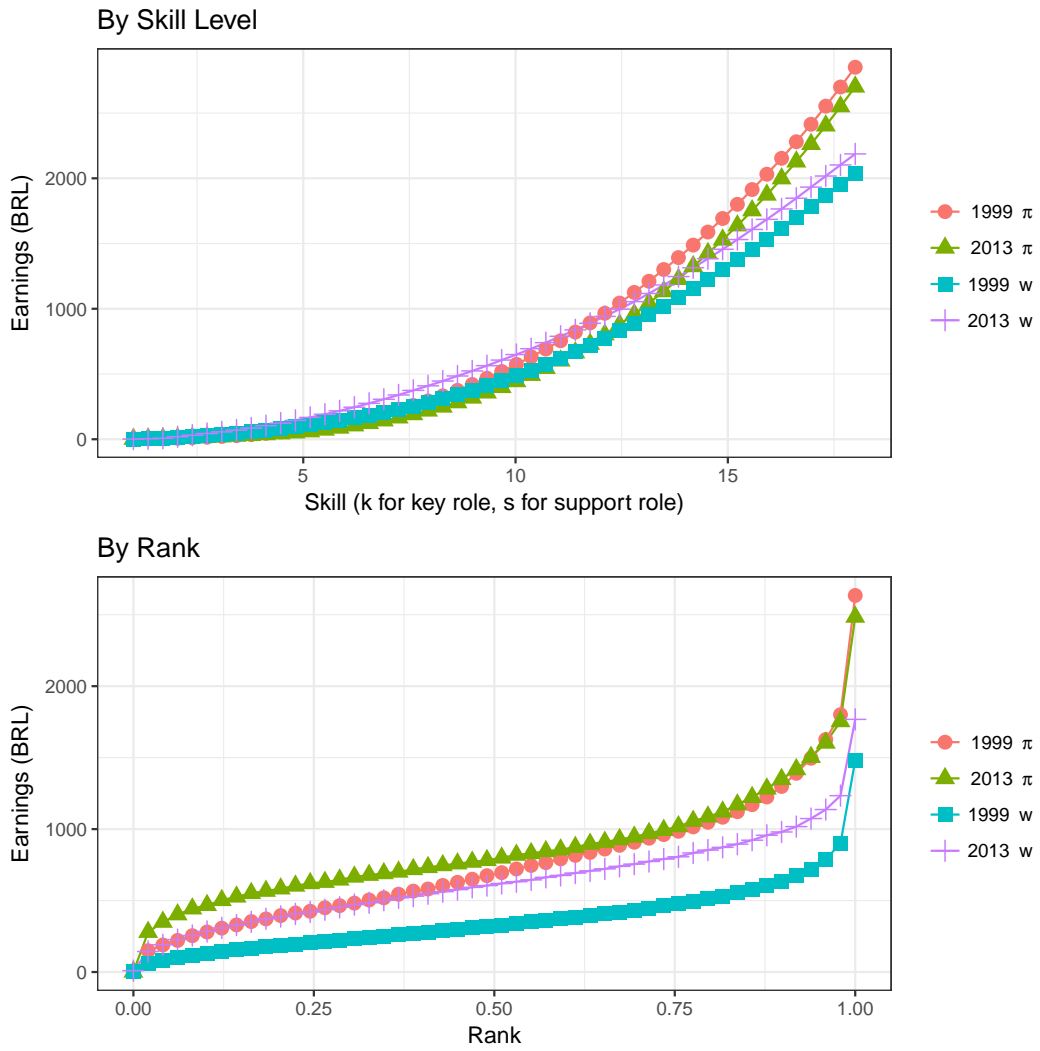 By Skill Level
Earnings (BRL)
2000
1000
0
5 10 15
Skill (k for key role, s for support role)
1999 π
2013 π
1999 w
2013 w
By Rank
Earnings (BRL)
2000
1000
0
0.00 0.25 0.50 0.75 1.00
Rank
1999 π
2013 π
1999 w
2013 w